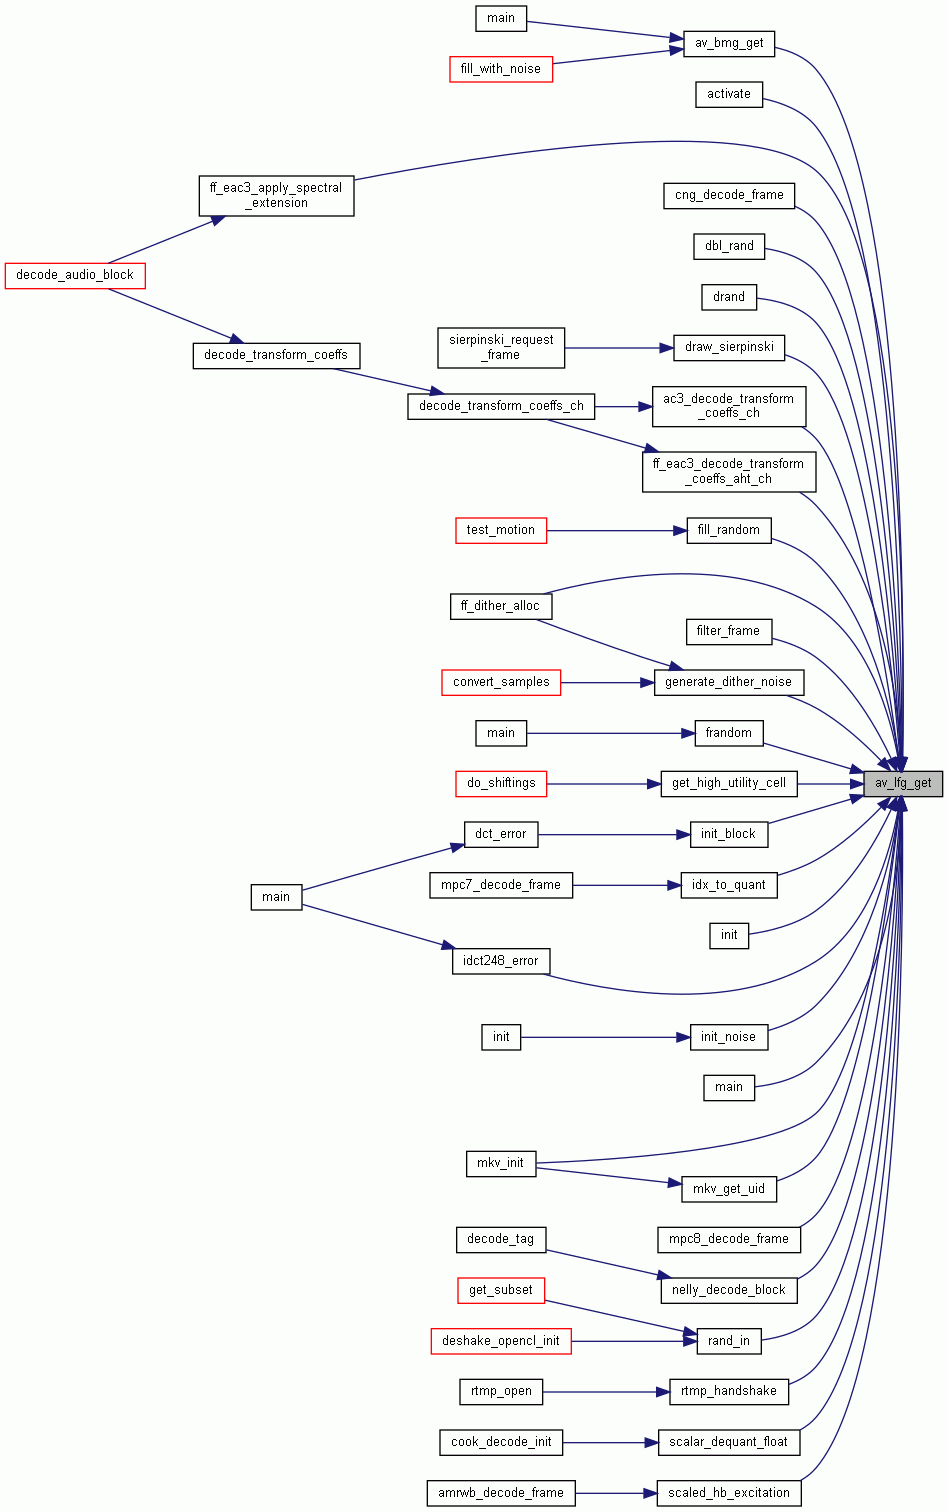 main
av_bmg_get
fill_with_noise
activate
ff_eac3_apply_spectral
_extension
cng_decode_frame
dbl_rand
decode_audio_block
drand
sierpinski_request
_frame
draw_sierpinski
decode_transform_coeffs
ac3_decode_transform
_coeffs_ch
decode_transform_coeffs_ch
ff_eac3_decode_transform
_coeffs_aht_ch
test_motion
fill_random
ff_dither_alloc
filter_frame
convert_samples
generate_dither_noise
main
frandom
do_shiftings
get_high_utility_cell
av_lfg_get
dct_error
init_block
main
mpc7_decode_frame
idx_to_quant
init
idct248_error
init
init_noise
main
mkv_init
mkv_get_uid
decode_tag
mpc8_decode_frame
get_subset
nelly_decode_block
deshake_opencl_init
rand_in
rtmp_open
rtmp_handshake
cook_decode_init
scalar_dequant_float
amrwb_decode_frame
scaled_hb_excitation